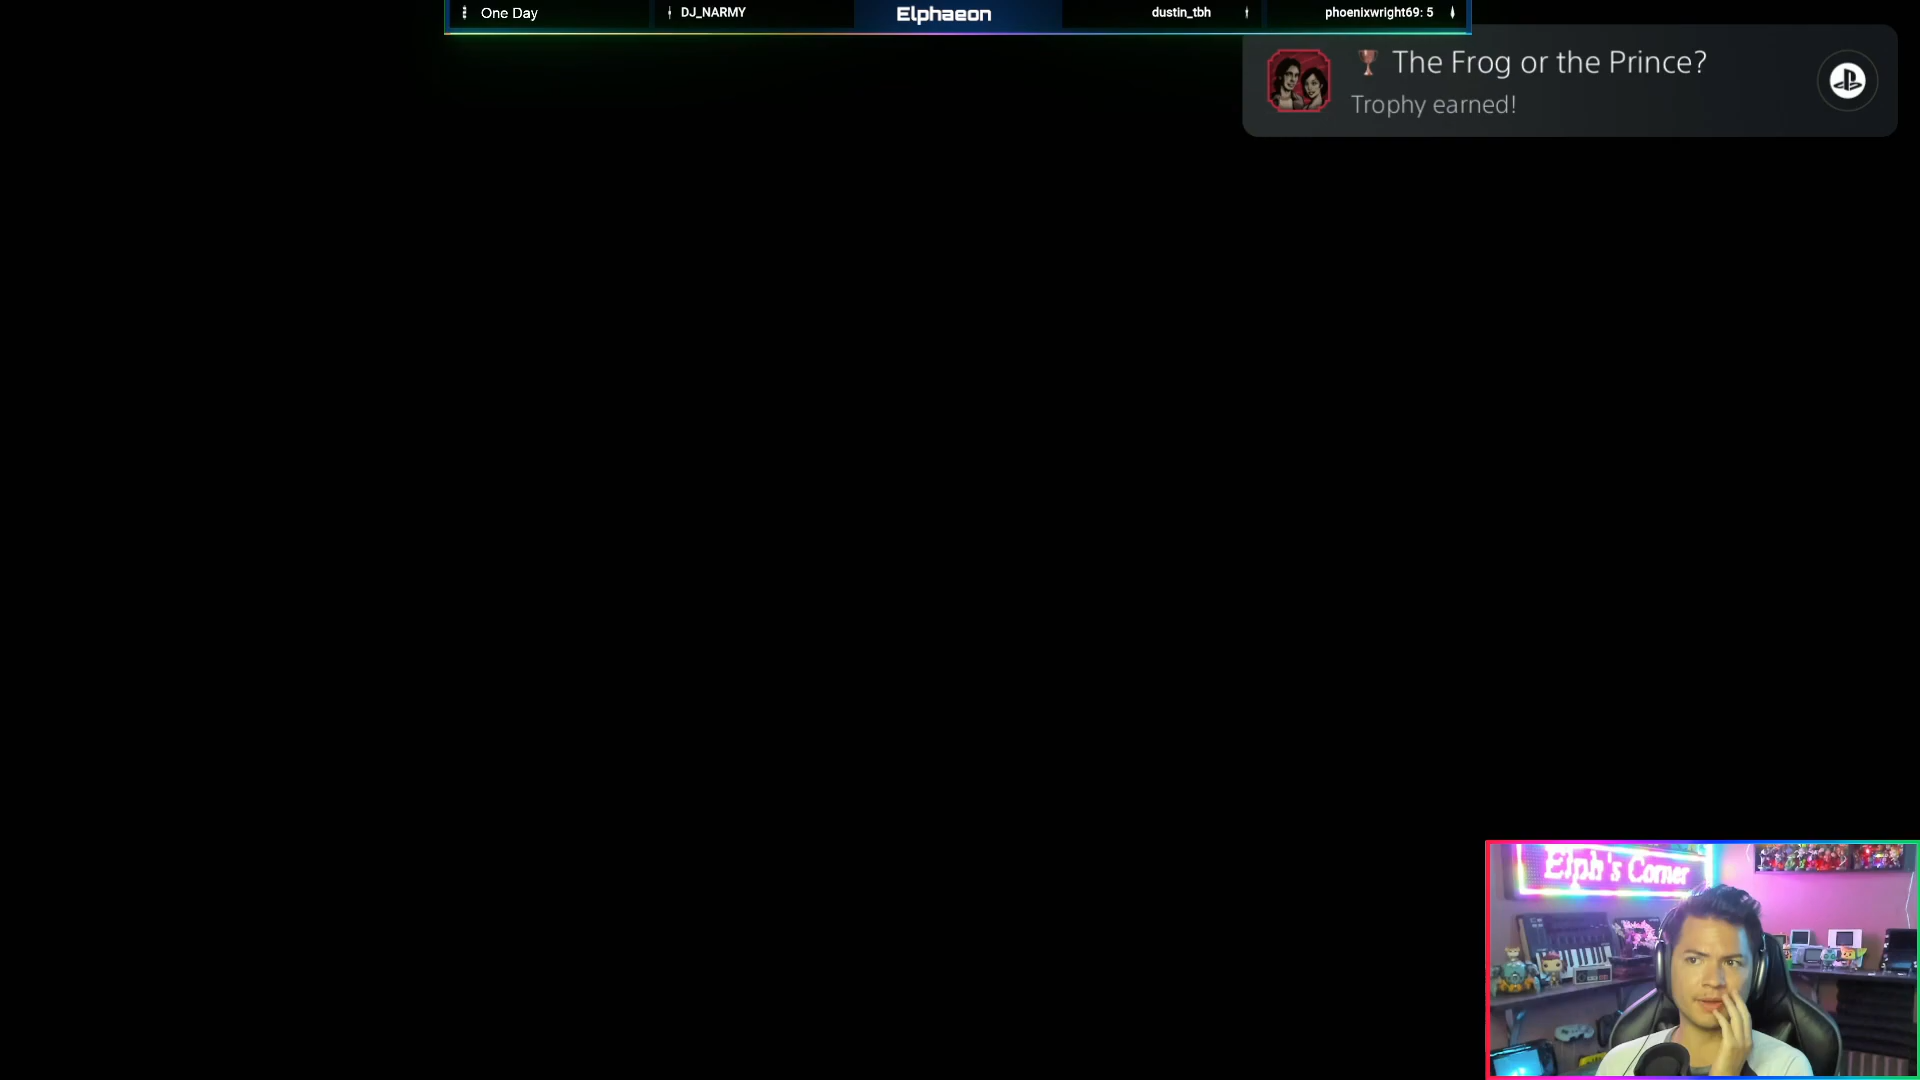 One Day
DJ_NARMY
Elphaeon
dustin_tbh
phoenixwright69: 5
The Frog or the Prince?
Trophy earned!
Elph's Corner